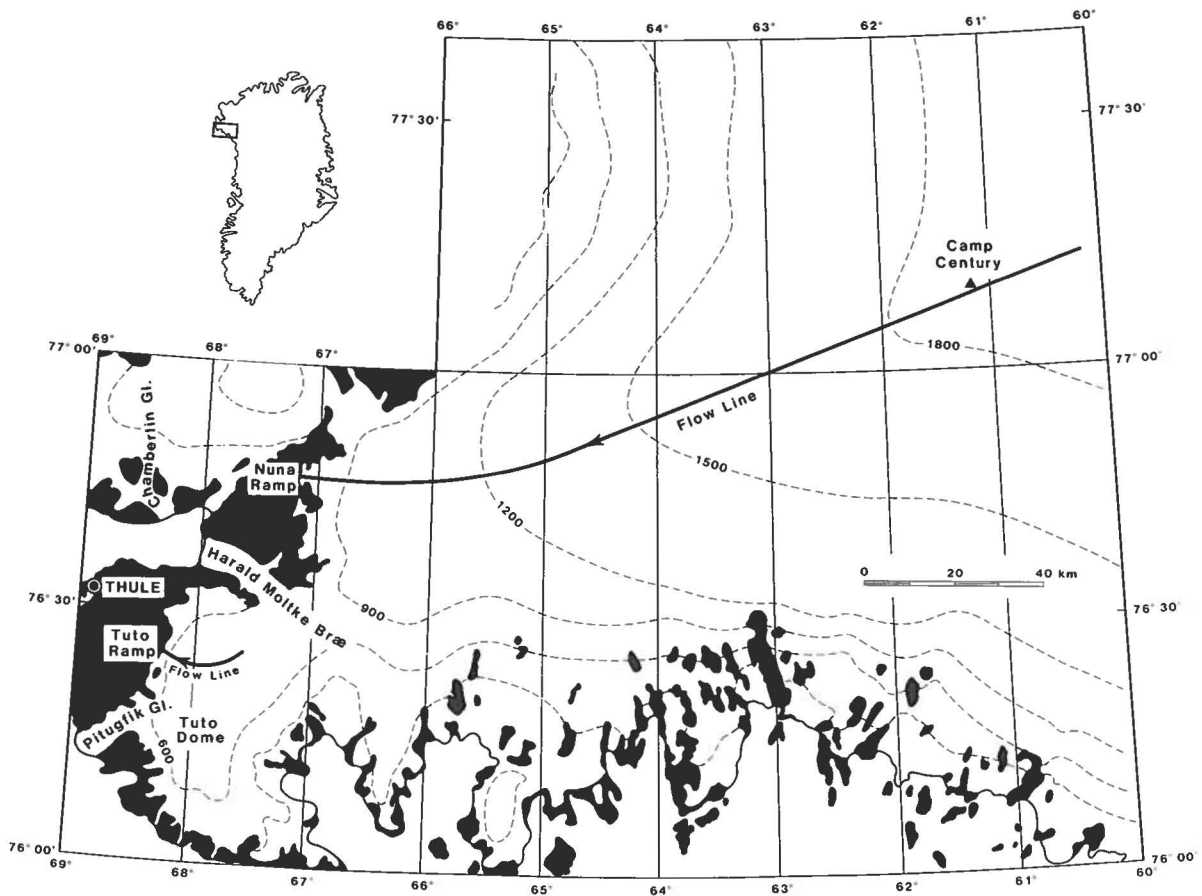 66°
65°
64°
63°
62°
61°
60°
77° 30'
77° 30'
Camp
Century
69°
68°
67°
77° 00'
77° 00'
1800
Chamberlin Gl.
Flow Line
Nuna
Ramp
1500
1200
Harald Moltke Bræ
0 20 40 km
THULE
76° 30'
76° 30'
900
Tuto
Ramp
Flow Line
Pitugfik Gl.
Tuto
Dome
600
76° 00'
76° 00'
69°
68°
67°
66°
65°
64°
63°
62°
61°
60°